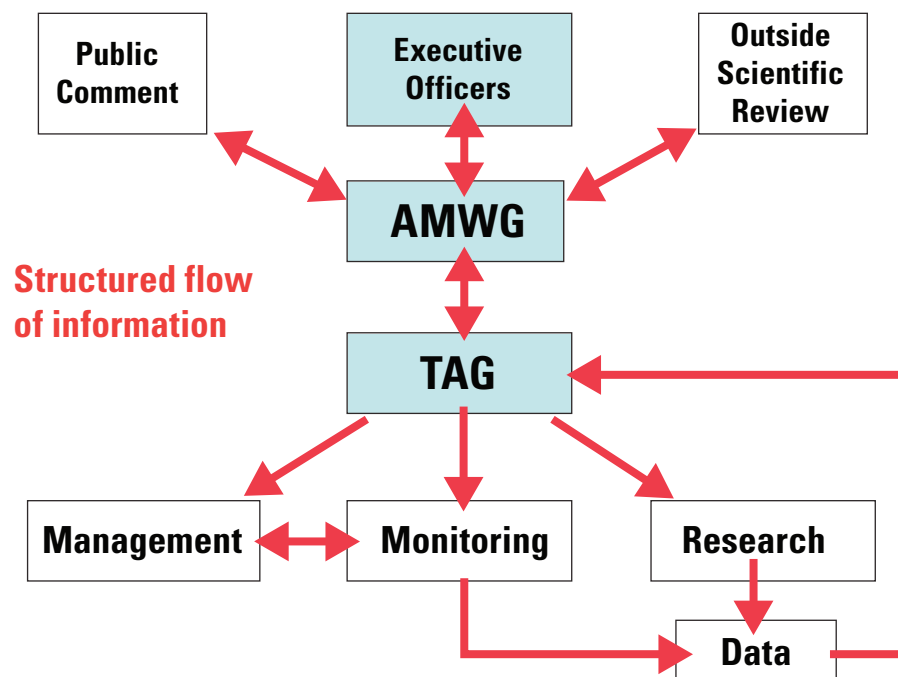 Public
Comment
Executive
Officers
Outside
Scientific
Review
AMWG
Structured flow
of information
TAG
Management
Monitoring
Research
Data